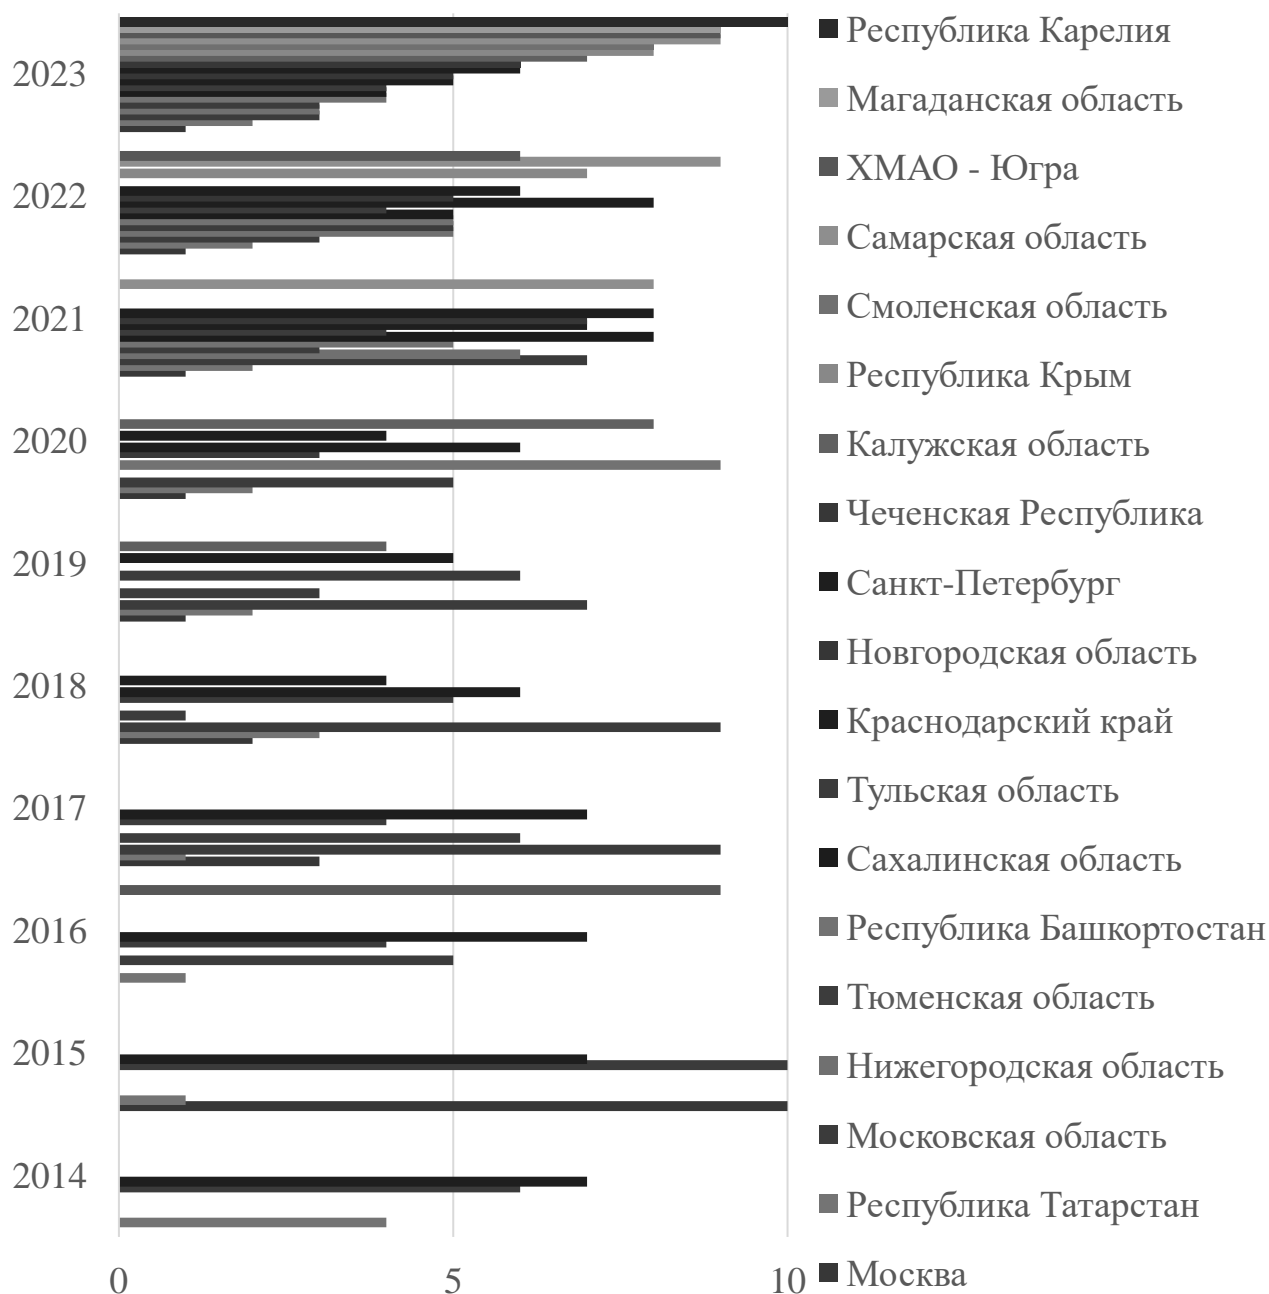 2023
2022
2021
2020
2019
2018
2017
2016
2015
2014
0 5 10
Республика Карелия
Магаданская область
ХМАО - Югра
Самарская область
Смоленская область
Республика Крым
Калужская область
Чеченская Республика
Санкт-Петербург
Новгородская область
Краснодарский край
Тульская область
Сахалинская область
Республика Башкортостан
Тюменская область
Нижегородская область
Московская область
Республика Татарстан
Москва